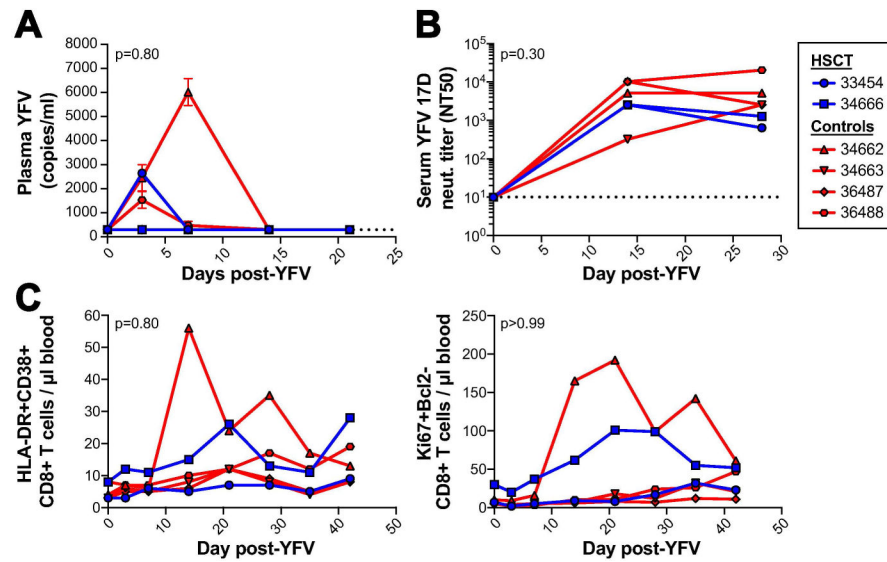 A
p=0.80
Plasma YFV
(copies/ml)
8000
7000
6000
5000
4000
3000
2000
1000
0
0 5 10 15 20 25
Days post-YFV
B
p=0.30
Serum YFV 17D
neut. titer (NT50)
10^5
10^4
10^3
10^2
10^1
10^0
0 5 10 15 20 25 30
Day post-YFV
HSCT
33454
34666
Controls
34662
34663
36487
36488
C
p=0.80
HLA-DR+CD38+
CD8+ T cells / µl blood
60
50
40
30
20
10
0
0 10 20 30 40 50
Day post-YFV
p>0.99
Ki67+Bcl2-
CD8+ T cells / µl blood
250
200
150
100
50
0
0 10 20 30 40 50
Day post-YFV